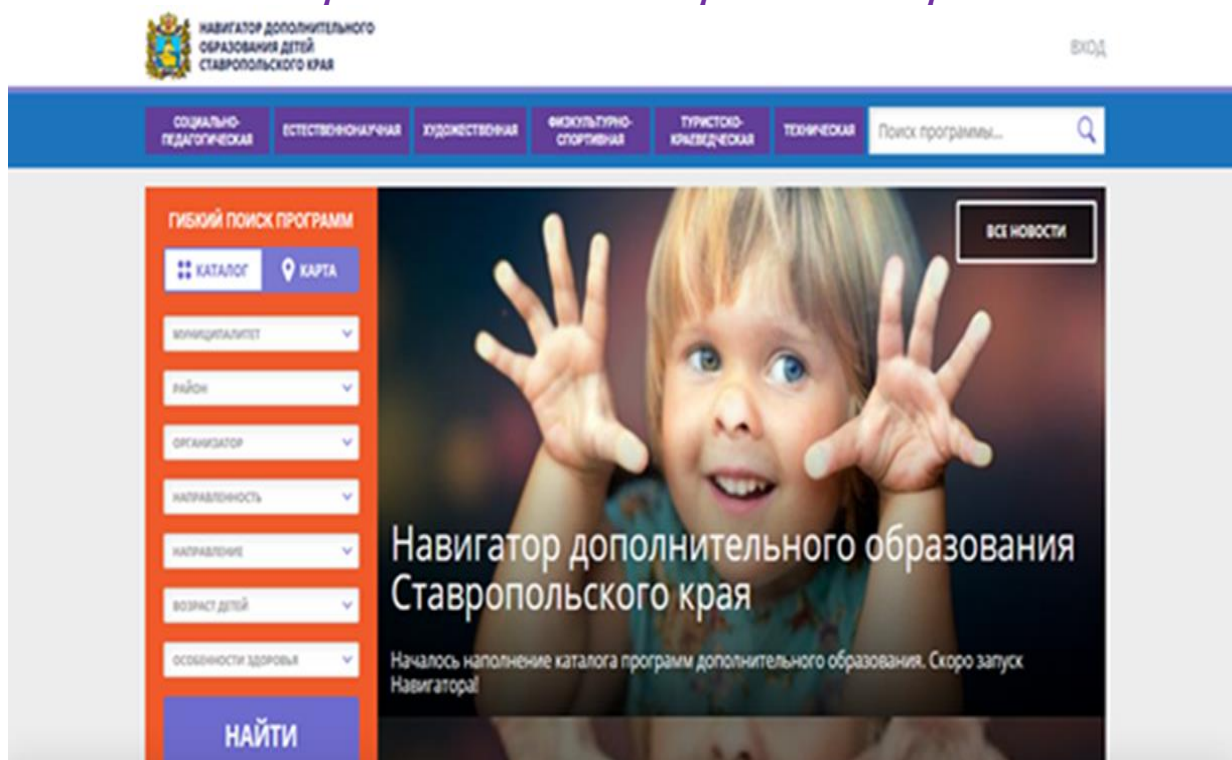 НАВИГАТОР ДОПОЛНИТЕЛЬНОГО
ОБРАЗОВАНИЯ ДЕТЕЙ
СТАВРОПОЛЬСКОГО КРАЯ
ВХОД
СОЦИАЛЬНО-
ПЕДАГОГИЧЕСКАЯ
ЕСТЕСТВЕННОНАУЧНАЯ
ХУДОЖЕСТВЕННАЯ
ФИЗКУЛЬТУРНО-
СПОРТИВНАЯ
ТУРИСТСКО-
КРАЕВЕДЧЕСКАЯ
ТЕХНИЧЕСКАЯ
Поиск программы...
ГИБКИЙ ПОИСК ПРОГРАММ
КАТАЛОГ
КАРТА
МУНИЦИПАЛИТЕТ
РАЙОН
ОРГАНИЗАТОР
НАПРАВЛЕННОСТЬ
НАПРАВЛЕНИЕ
ВОЗРАСТ ДЕТЕЙ
ОСОБЕННОСТИ ЗДОРОВЬЯ
НАЙТИ
ВСЕ НОВОСТИ
Навигатор дополнительного образования
Ставропольского края
Началось наполнение каталога программ дополнительного образования. Скоро запуск
Навигатора!